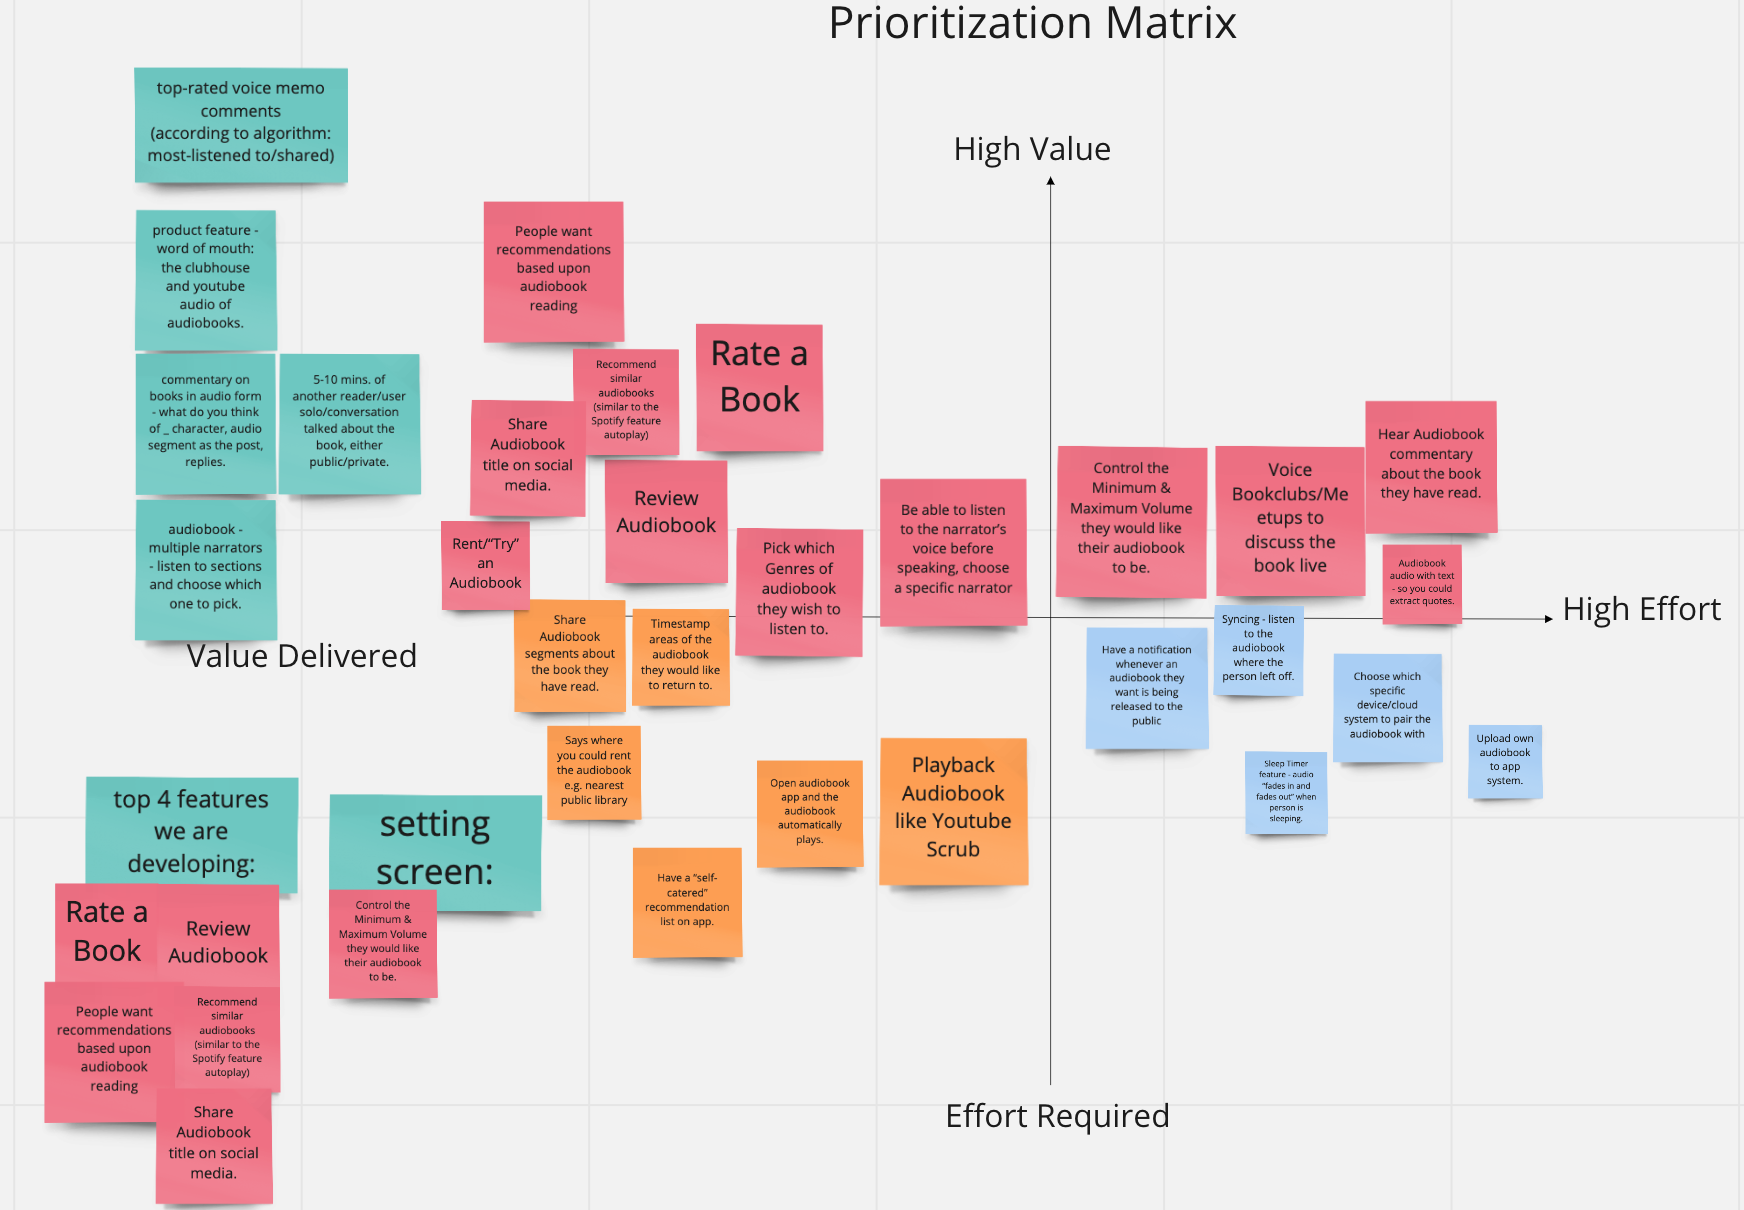 Prioritization Matrix
top-rated voice memo
comments
(according to algorithm:
most-listened to/shared)
product feature -
word of mouth:
the clubhouse
and youtube
audio of
audiobooks.
commentary on
books in audio form
- what do you think
of _ character, audio
segment as the post,
replies.
5-10 mins. of
another reader/user
solo/conversation
talked about the
book, either
public/private.
audiobook -
multiple narrators
- listen to sections
and choose which
one to pick.
Value Delivered
People want
recommendations
based upon
audiobook
reading
Recommend
similar
audiobooks
(similar to the
Spotify feature
autoplay)
Rate a
Book
Share
Audiobook
title on social
media.
Review
Audiobook
Rent/“Try”
an
Audiobook
Pick which
Genres of
audiobook
they wish to
listen to.
Be able to listen
to the narrator’s
voice before
speaking, choose
a specific narrator
High Value
Control the
Minimum &
Maximum Volume
they would like
their audiobook
to be.
Voice
Bookclubs/Me
etups to
discuss the
book live
Hear Audiobook
commentary
about the book
they have read.
Audiobook
audio with text
- so you could
extract quotes.
High Effort
Share
Audiobook
segments about
the book they
have read.
Timestamp
areas of the
audiobook
they would like
to return to.
Says where
you could rent
the audiobook
e.g. nearest
public library
Open audiobook
app and the
audiobook
automatically
plays.
Playback
Audiobook
like Youtube
Scrub
Have a “self-
catered”
recommendation
list on app.
Have a notification
whenever an
audiobook they
want is being
released to the
public
Syncing - listen
to the
audiobook
where the
person left off.
Choose which
specific
device/cloud
system to pair the
audiobook with
Upload own
audiobook
to app
system.
Sleep Timer
feature - audio
“fades in and
fades out” when
person is
sleeping.
Effort Required
top 4 features
we are
developing:
Rate a
Book
Review
Audiobook
People want
recommendations
based upon
audiobook
reading
Recommend
similar
audiobooks
(similar to the
Spotify feature
autoplay)
Share
Audiobook
title on social
media.
setting
screen:
Control the
Minimum &
Maximum Volume
they would like
their audiobook
to be.